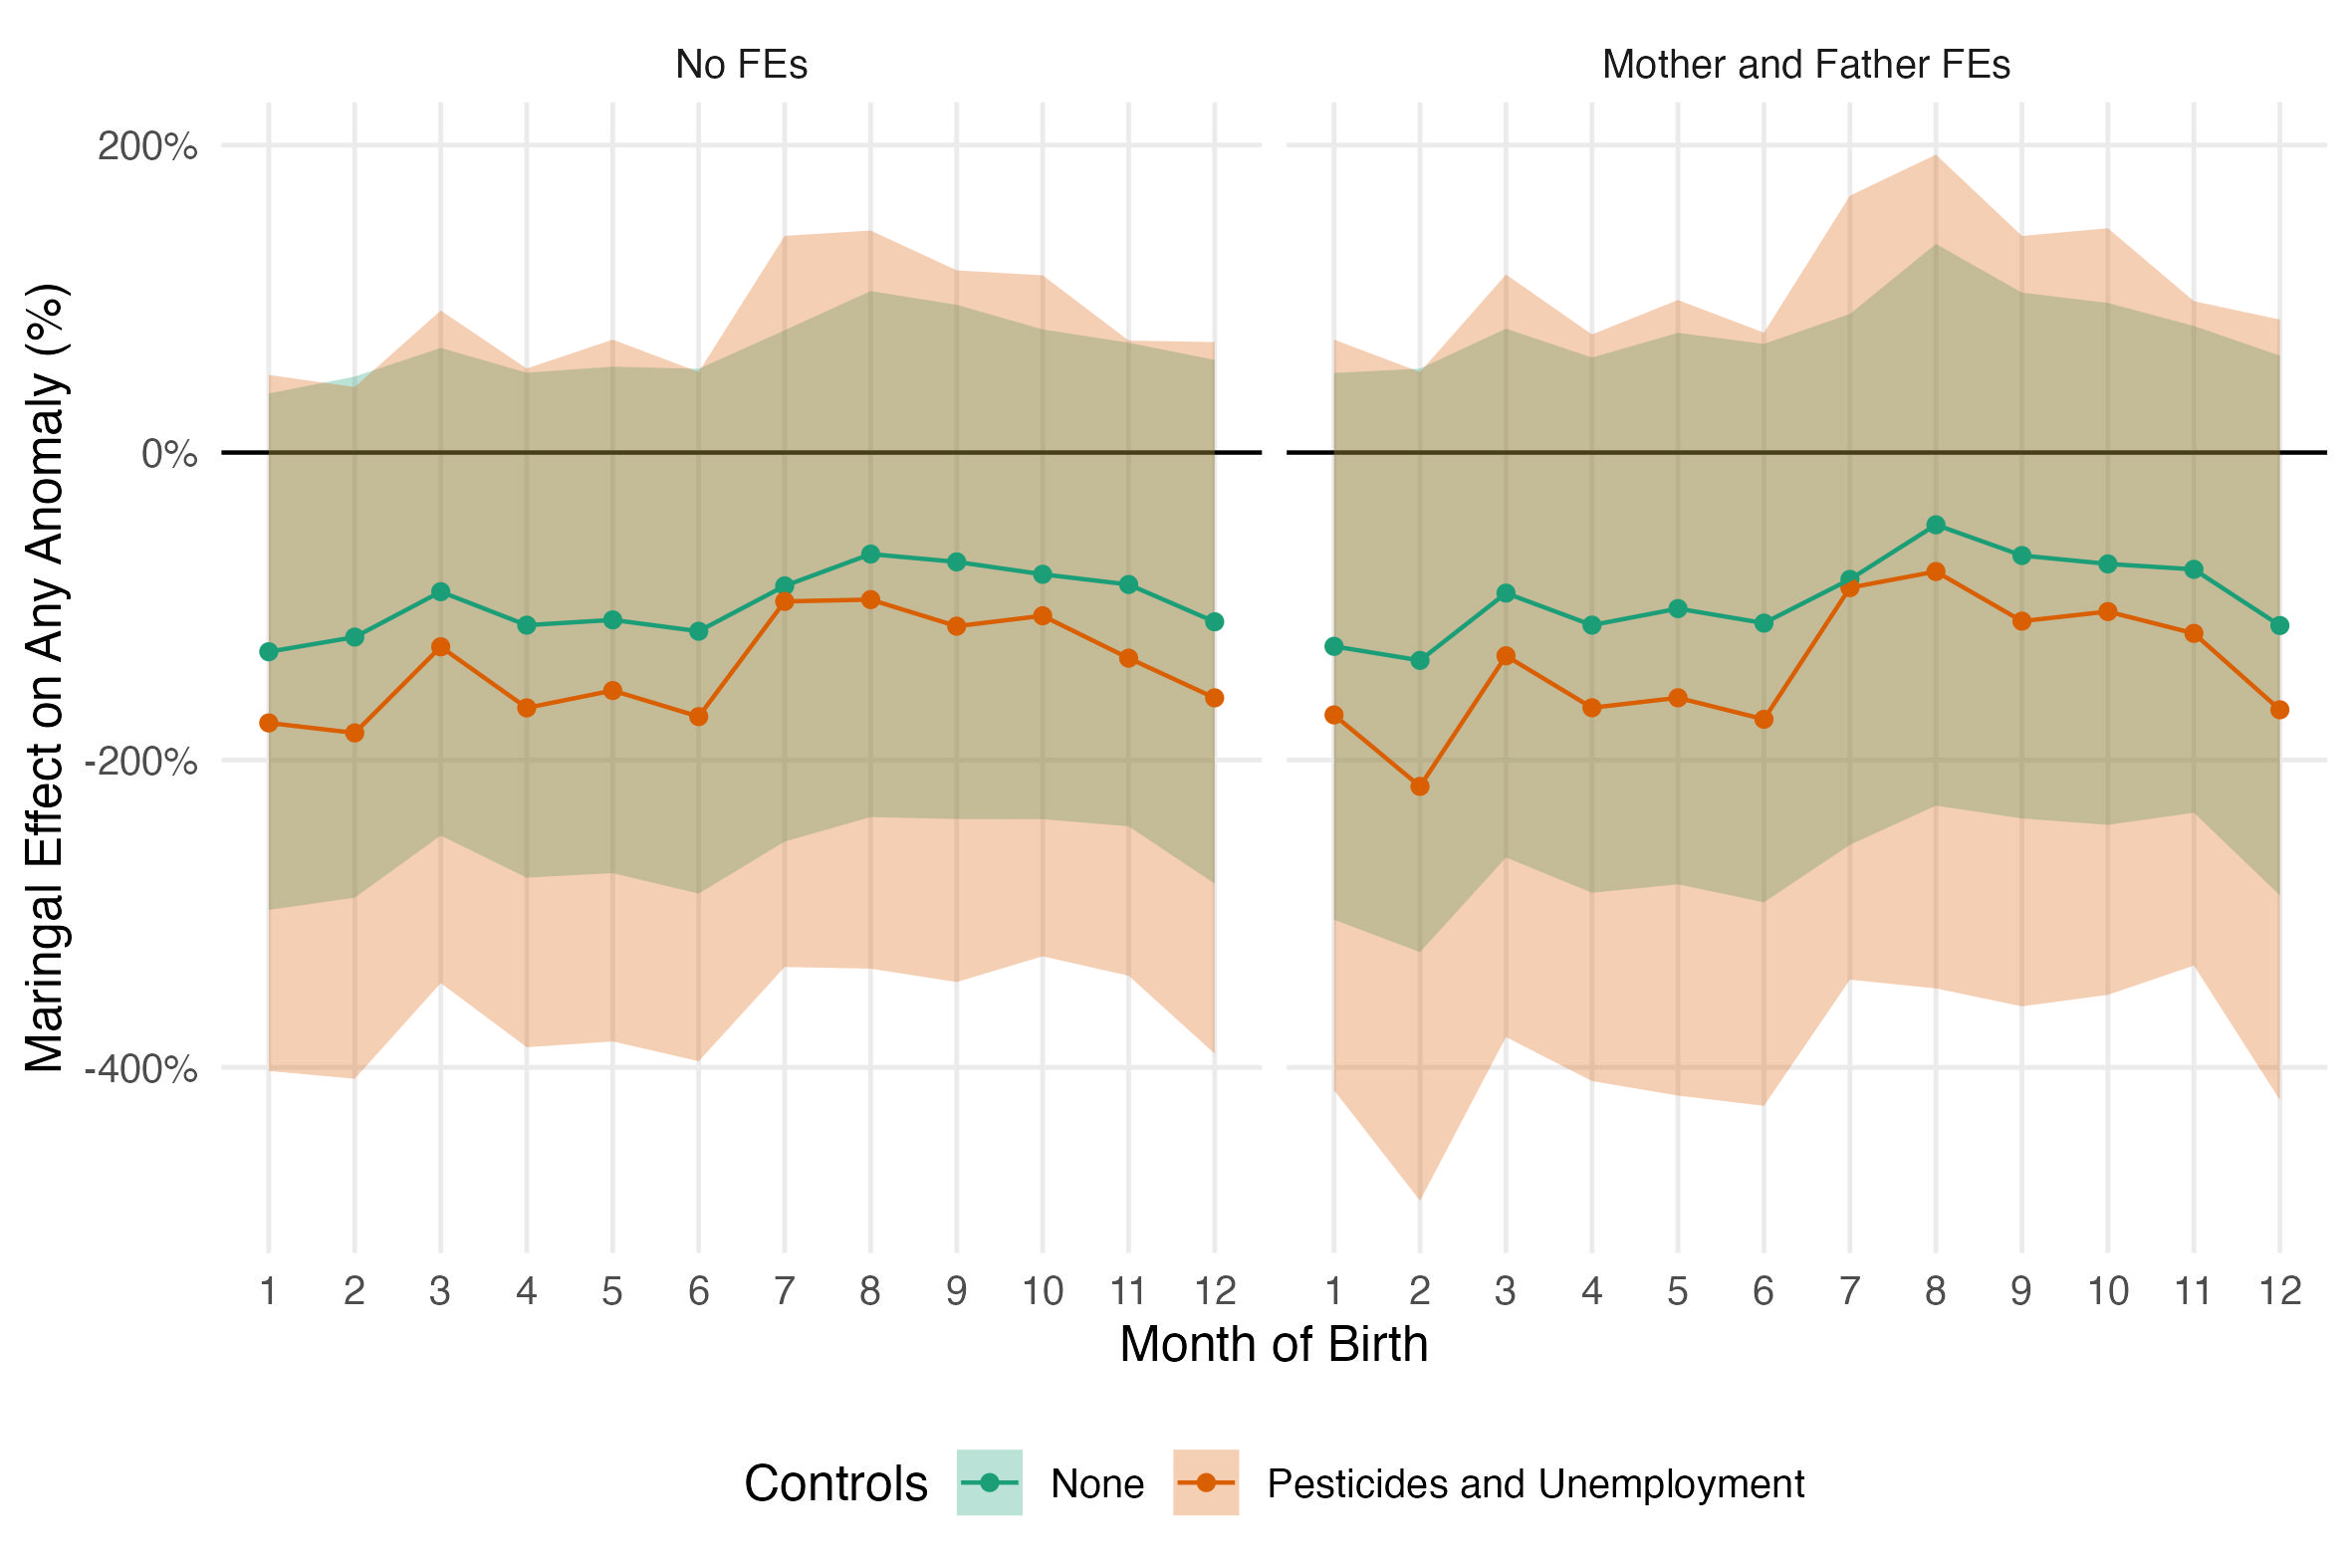 No FEs
Mother and Father FEs
Maringal Effect on Any Anomaly (%)
200%
0%
-200%
-400%
1 2 3 4 5 6 7 8 9 10 11 12
1 2 3 4 5 6 7 8 9 10 11 12
Month of Birth
Controls None Pesticides and Unemployment